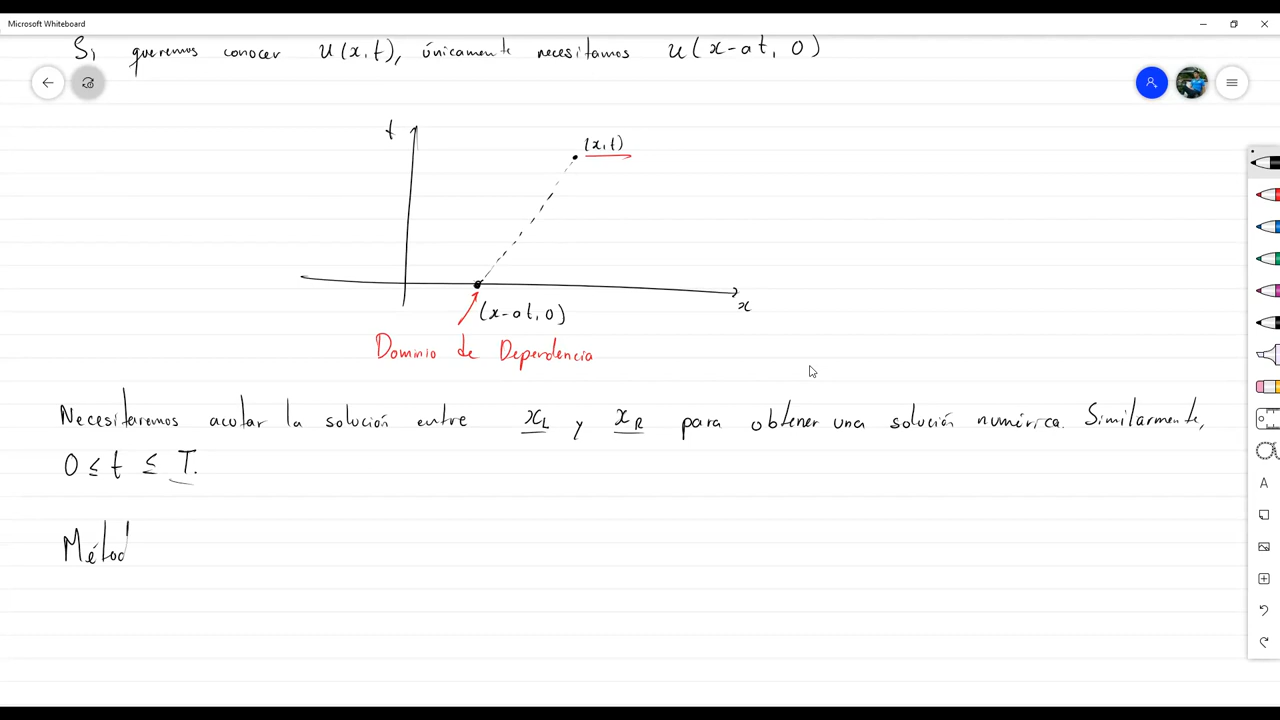 Microsoft Whiteboard
Si queremos conocer u(x,t), únicamente necesitamos u(x-at, 0)
t
(x,t)
(x-at,0)
x
Dominio de Dependencia
Necesitaremos acotar la solución entre x_L y x_R para obtener una solución numérica. Similarmente,
0 ≤ t ≤ T.
Métod
A